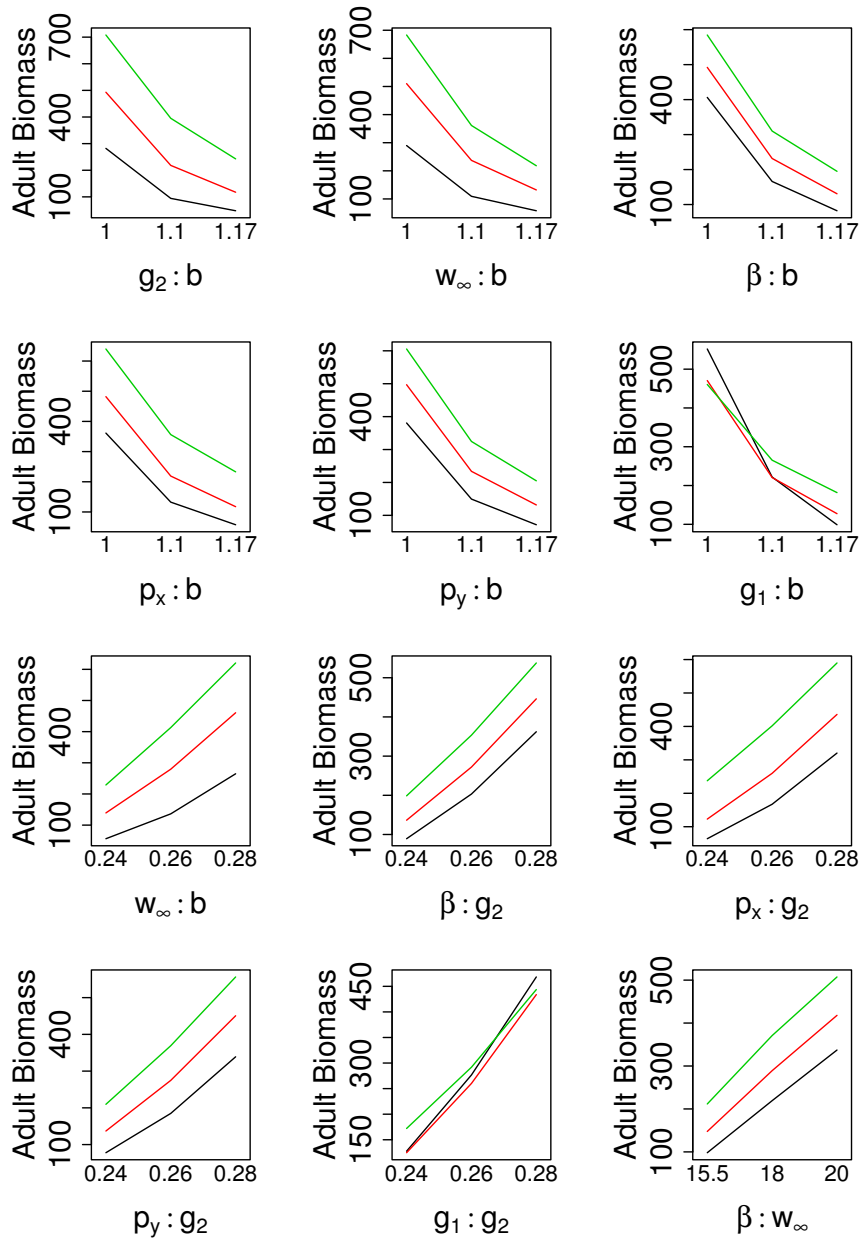 Adult Biomass
100 400 700
1 1.1 1.17
g₂ : b
Adult Biomass
100 400 700
1 1.1 1.17
w∞ : b
Adult Biomass
100 400
1 1.1 1.17
β : b
Adult Biomass
100 400
1 1.1 1.17
pₓ : b
Adult Biomass
100 400
1 1.1 1.17
p_y : b
Adult Biomass
100 300 500
1 1.1 1.17
g₁ : b
Adult Biomass
100 400
0.24 0.26 0.28
w∞ : b
Adult Biomass
100 300 500
0.24 0.26 0.28
β : g₂
Adult Biomass
100 400
0.24 0.26 0.28
pₓ : g₂
Adult Biomass
100 400
0.24 0.26 0.28
p_y : g₂
Adult Biomass
150 300 450
0.24 0.26 0.28
g₁ : g₂
Adult Biomass
100 300 500
15.5 18 20
β : w∞